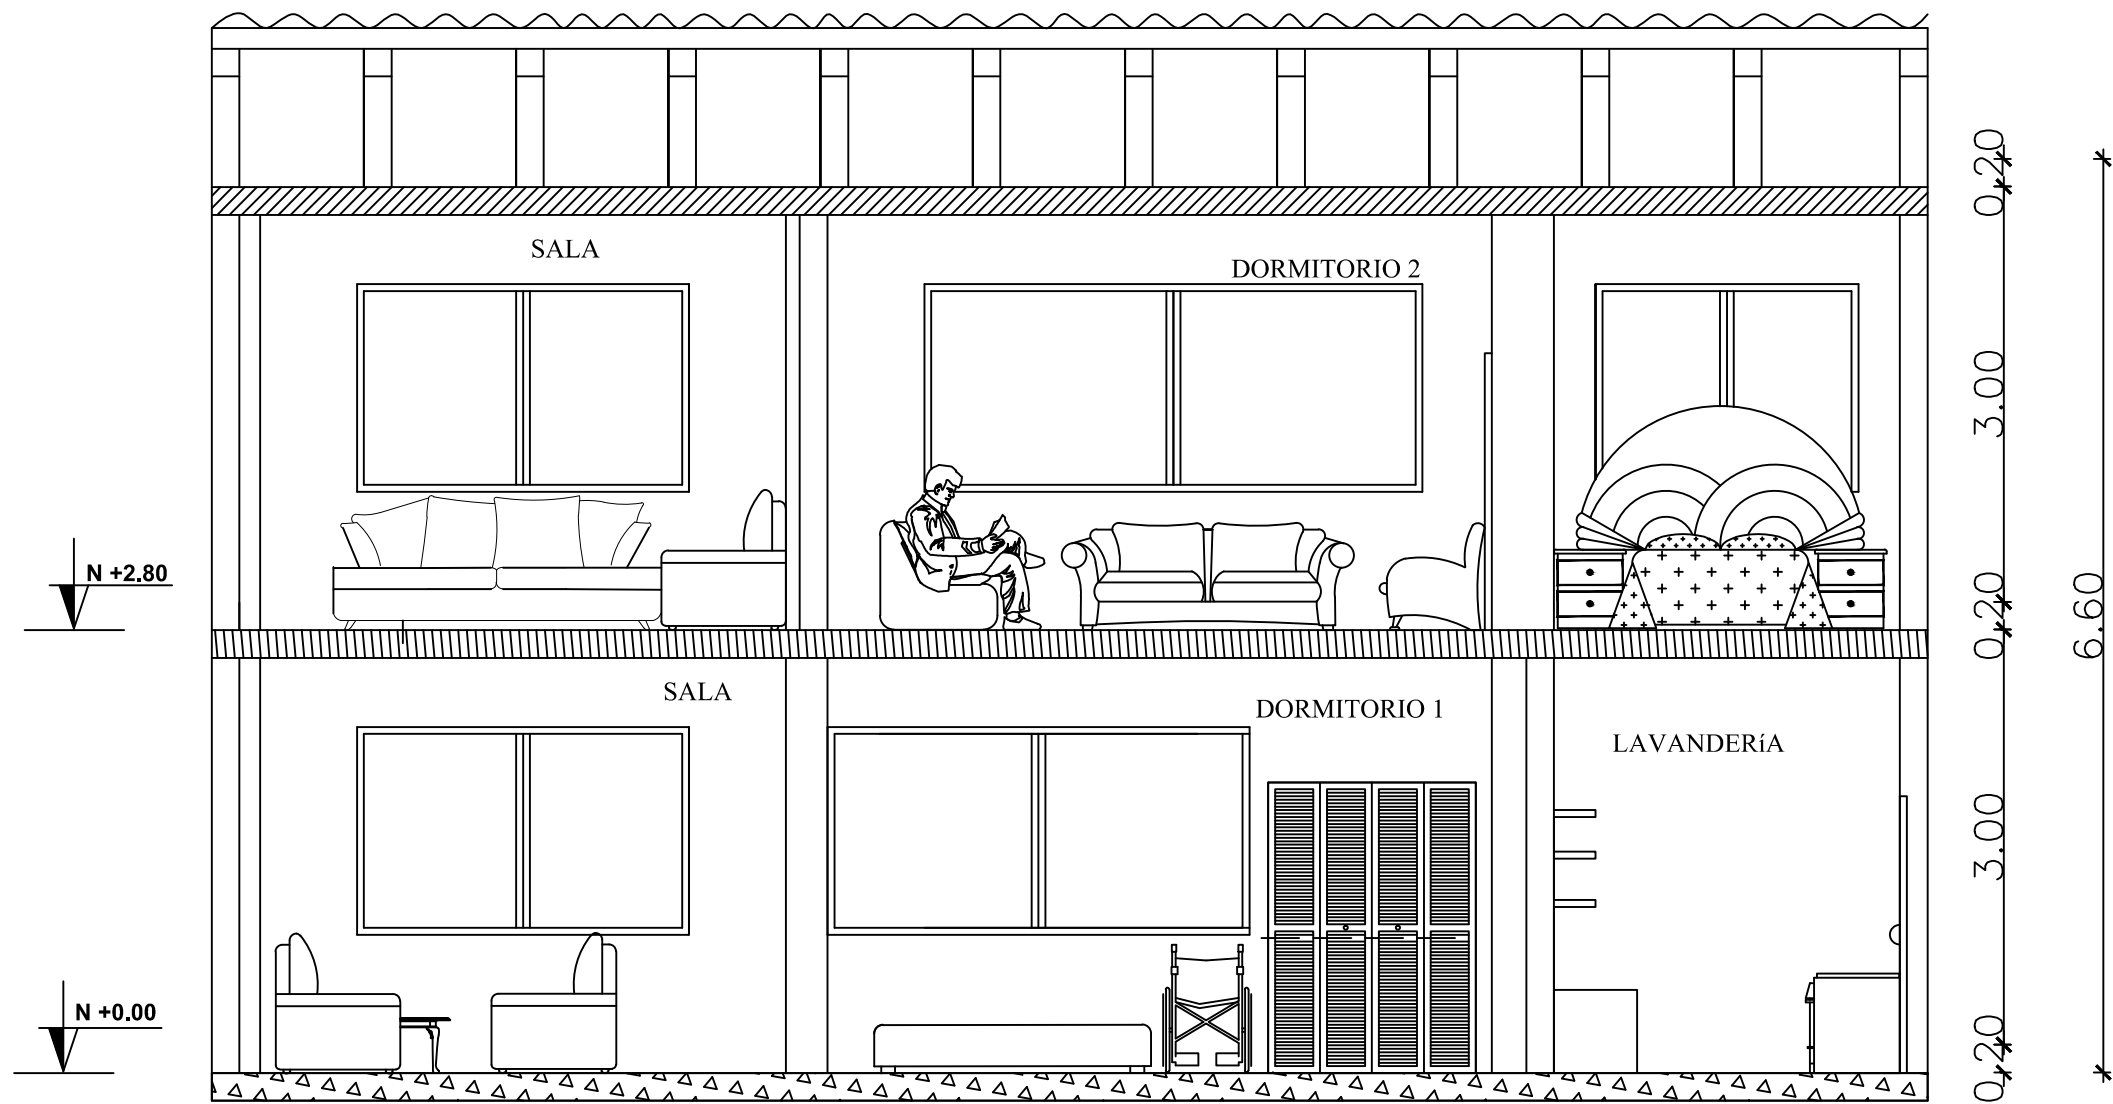 0.20
SALA
DORMITORIO 2
3.00
N +2.80
0.20
6.60
SALA
DORMITORIO 1
LAVANDERíA
3.00
N +0.00
0.20